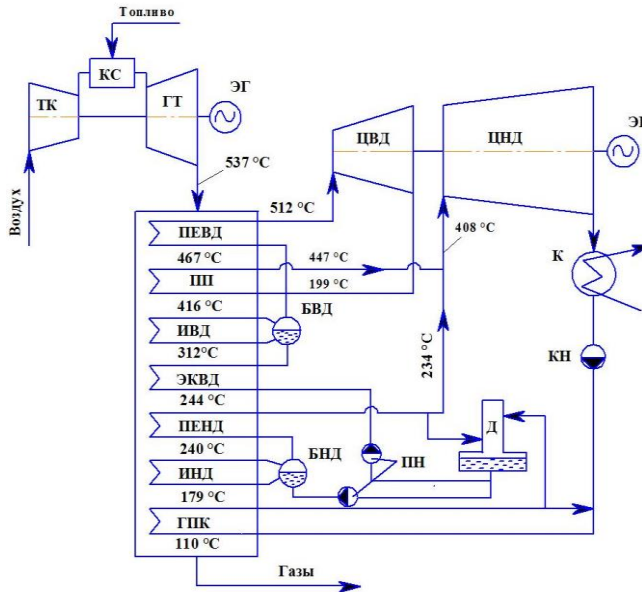 Топливо
КС
ТК
ГТ
ЭГ
ЦВД
ЦНД
ЭГ
Воздух
537 °C
512 °C
408 °C
ПЕВД
467 °C
447 °C
К
ПП
199 °C
416 °C
БВД
ИВД
312°C
234 °C
КН
ЭКВД
244 °C
ПЕНД
Д
240 °C
БНД
ПН
ИНД
179 °C
ГПК
110 °C
Газы